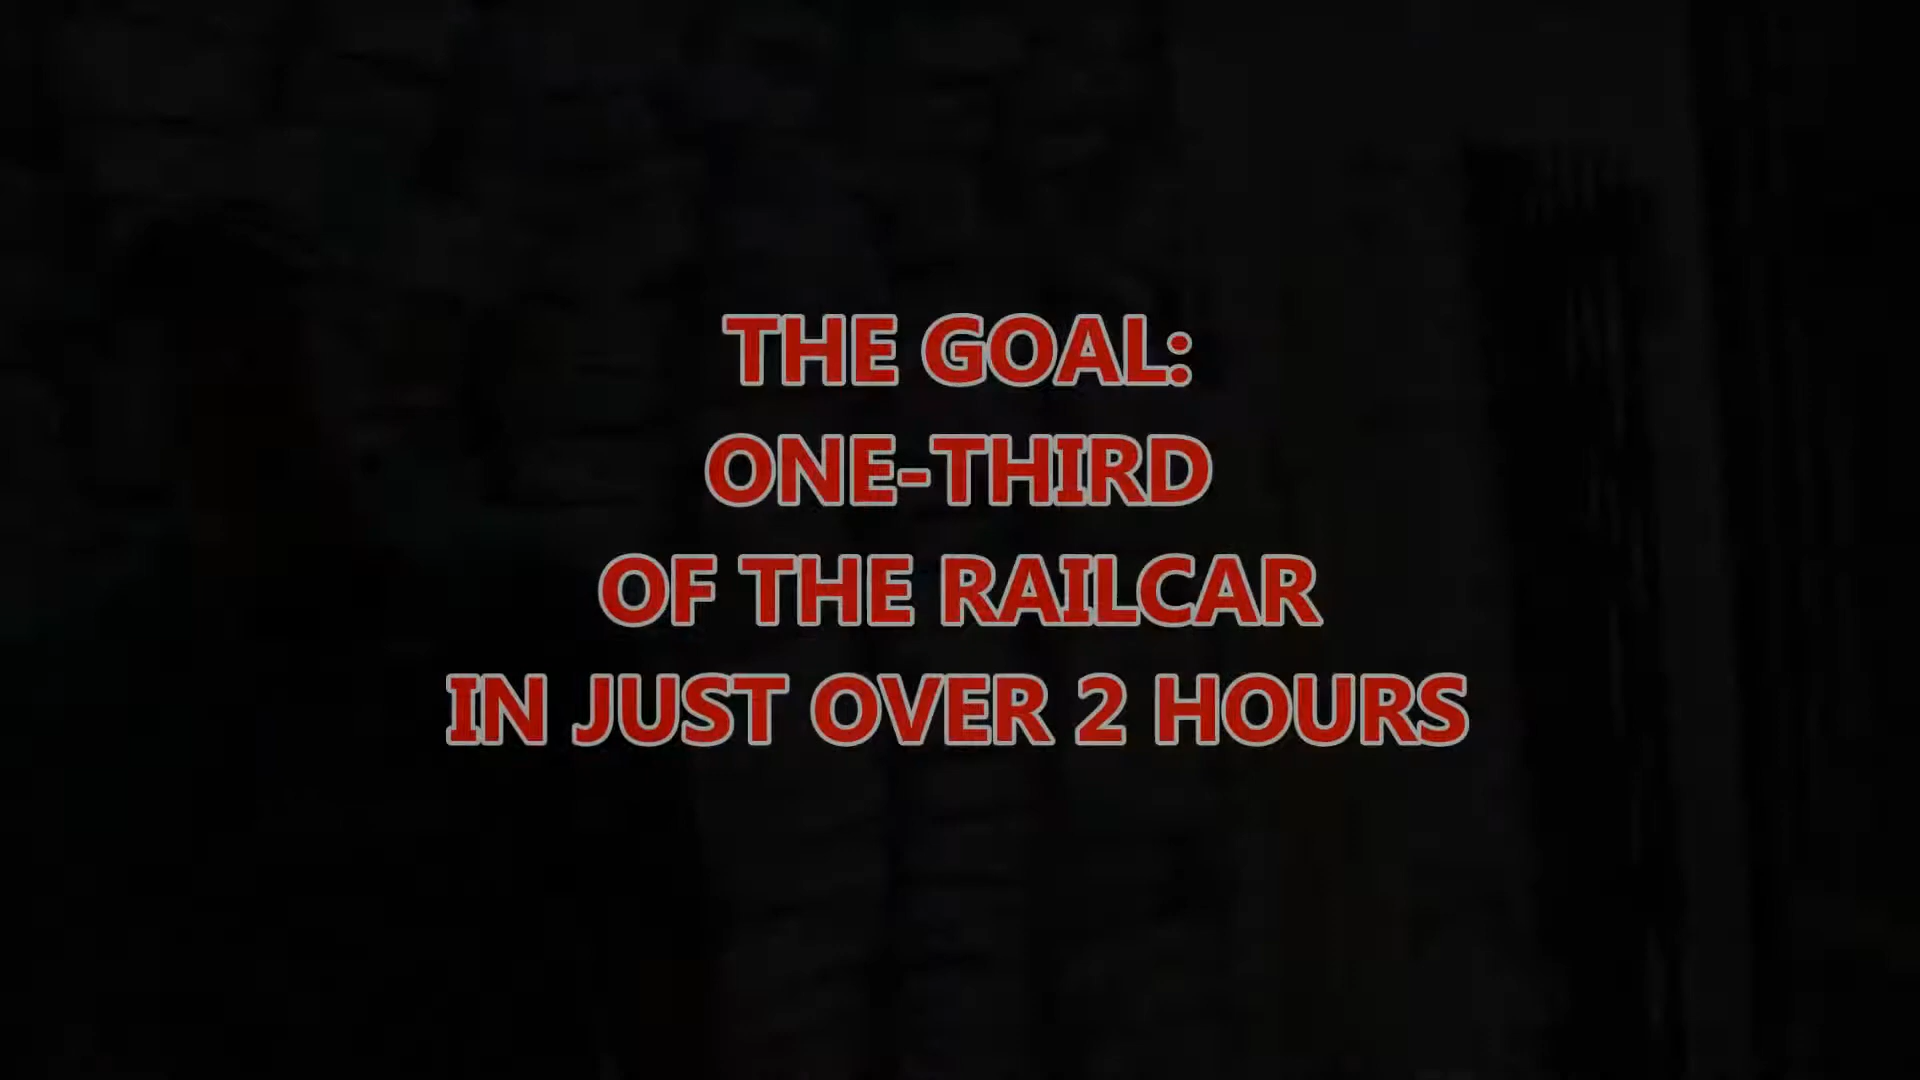 THE GOAL:
ONE-THIRD
OF THE RAILCAR
IN JUST OVER 2 HOURS